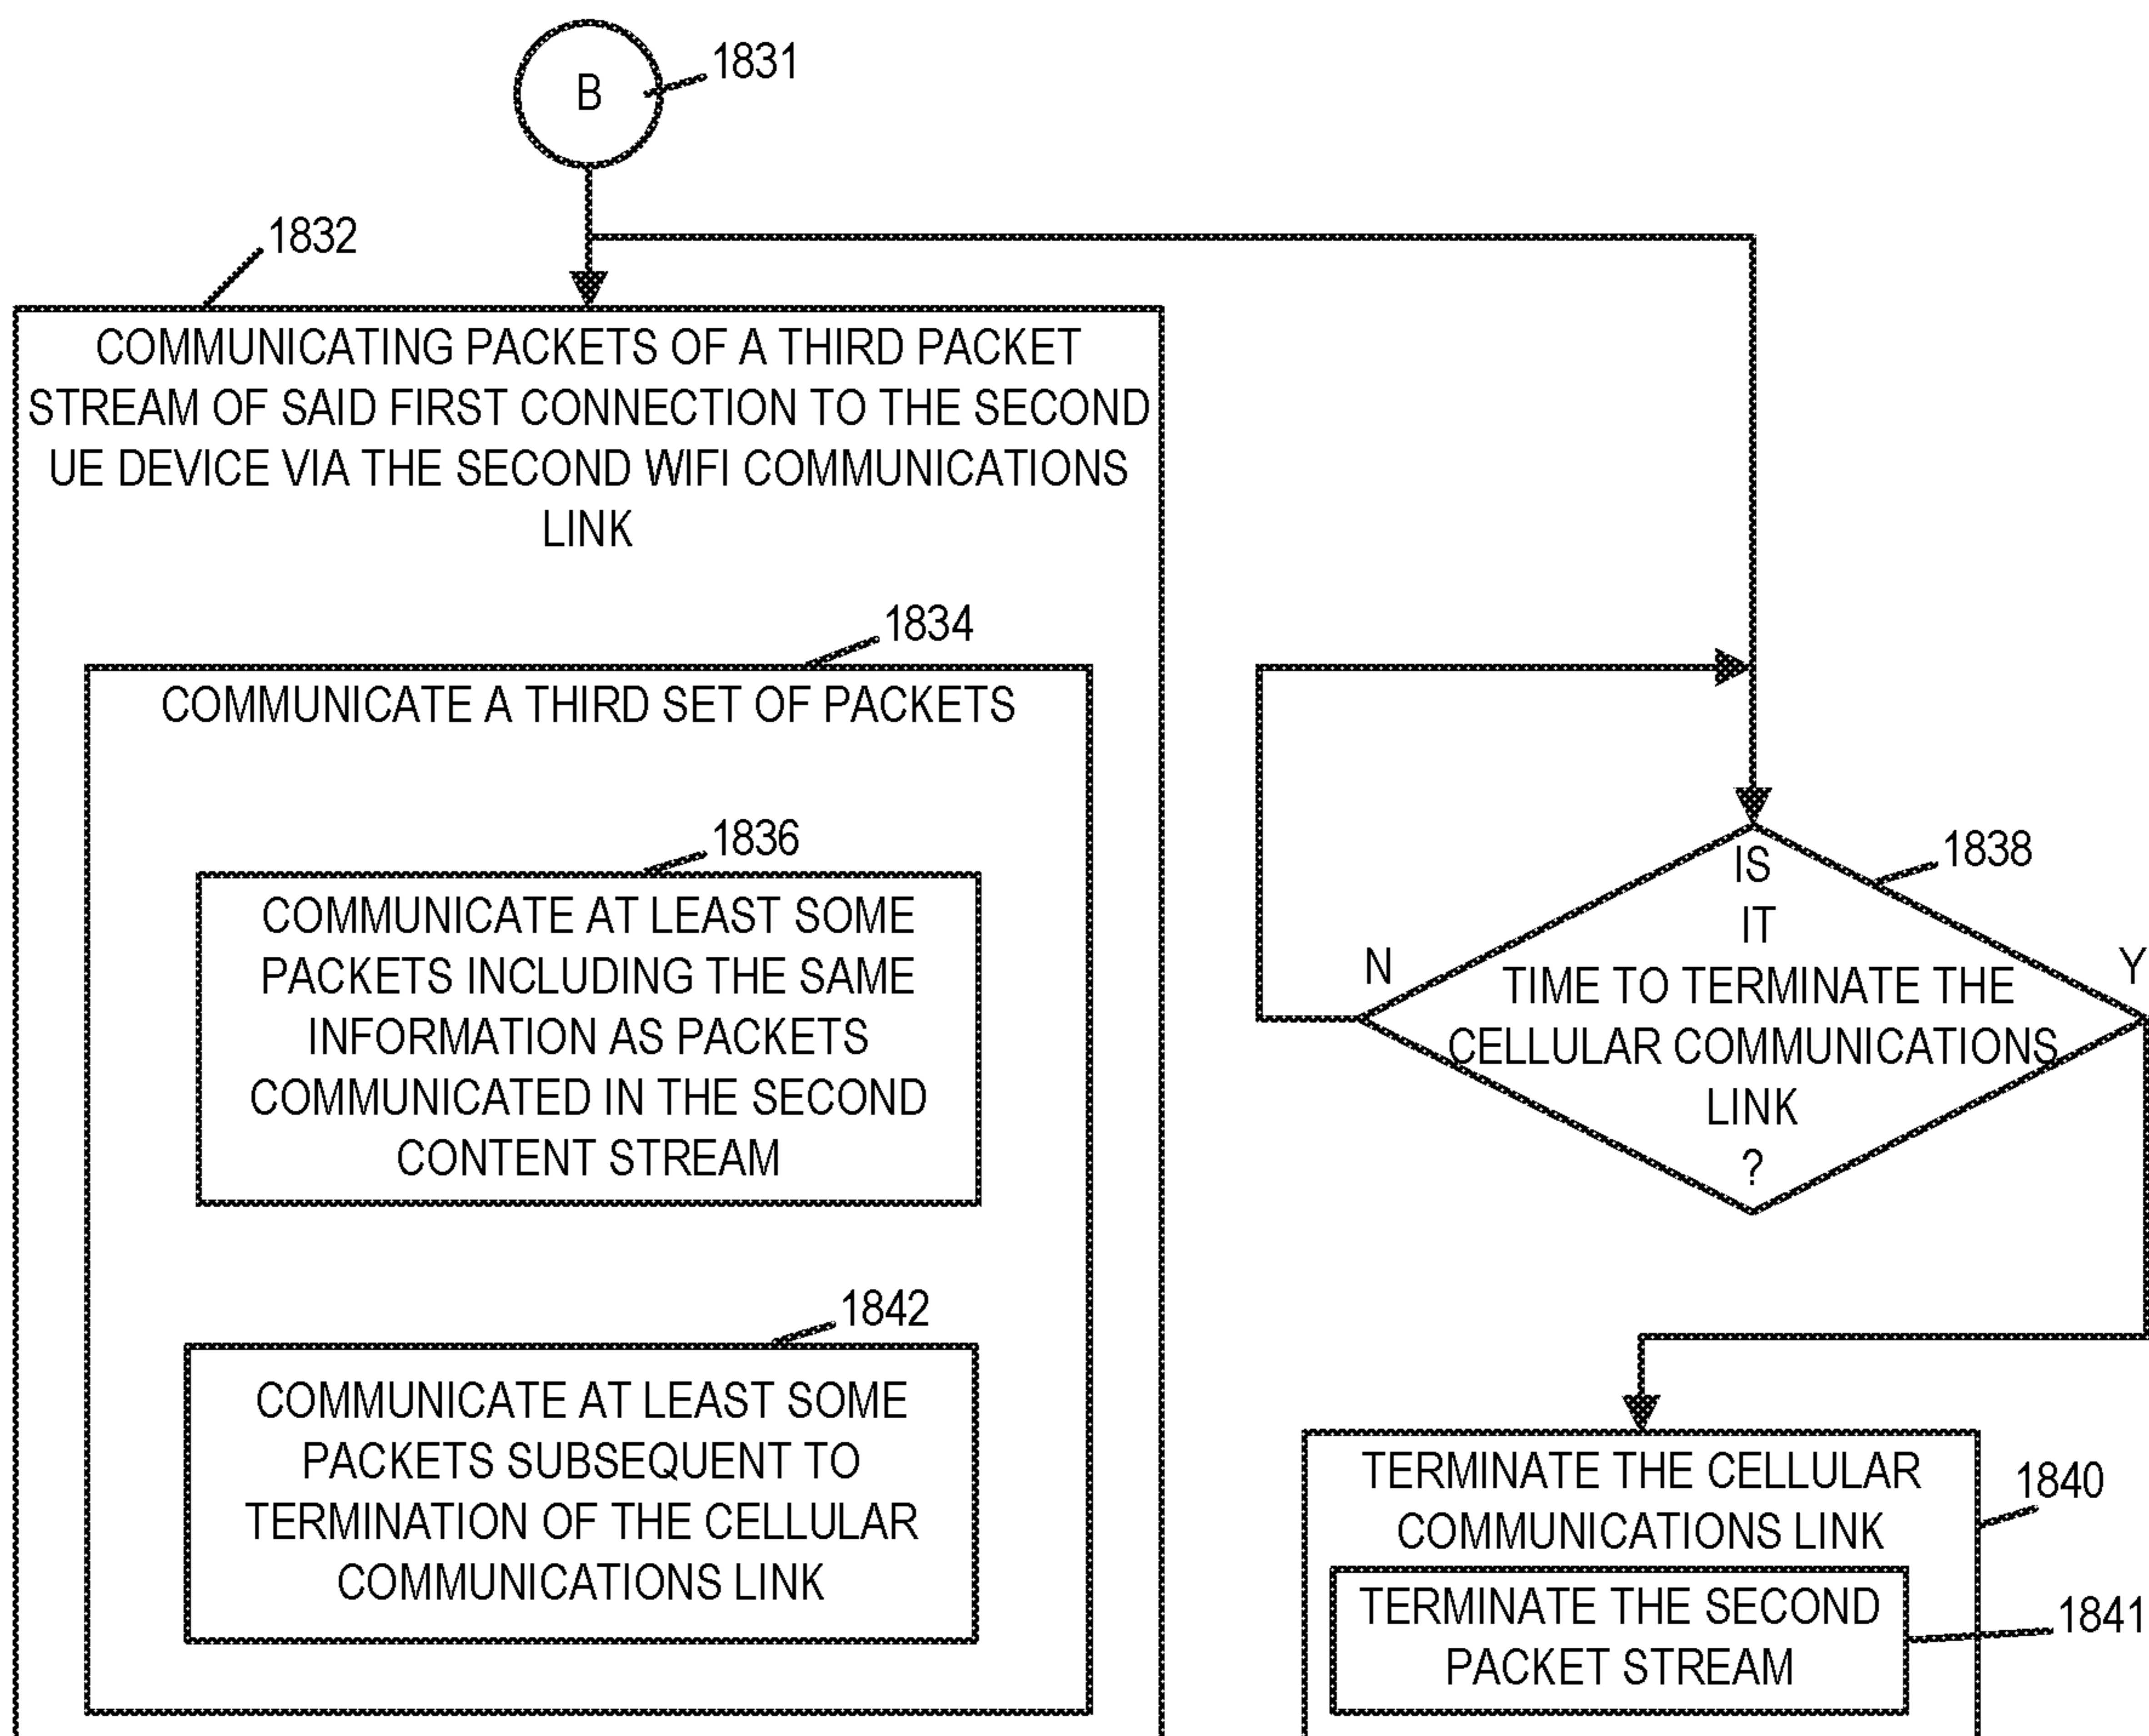 B
1831
1832
COMMUNICATING PACKETS OF A THIRD PACKET
STREAM OF SAID FIRST CONNECTION TO THE SECOND
UE DEVICE VIA THE SECOND WIFI COMMUNICATIONS
LINK
1834
COMMUNICATE A THIRD SET OF PACKETS
1836
COMMUNICATE AT LEAST SOME
PACKETS INCLUDING THE SAME
INFORMATION AS PACKETS
COMMUNICATED IN THE SECOND
CONTENT STREAM
1842
COMMUNICATE AT LEAST SOME
PACKETS SUBSEQUENT TO
TERMINATION OF THE CELLULAR
COMMUNICATIONS LINK
1838
IS
IT
TIME TO TERMINATE THE
CELLULAR COMMUNICATIONS
LINK
?
N
Y
TERMINATE THE CELLULAR
COMMUNICATIONS LINK
1840
TERMINATE THE SECOND
PACKET STREAM
1841